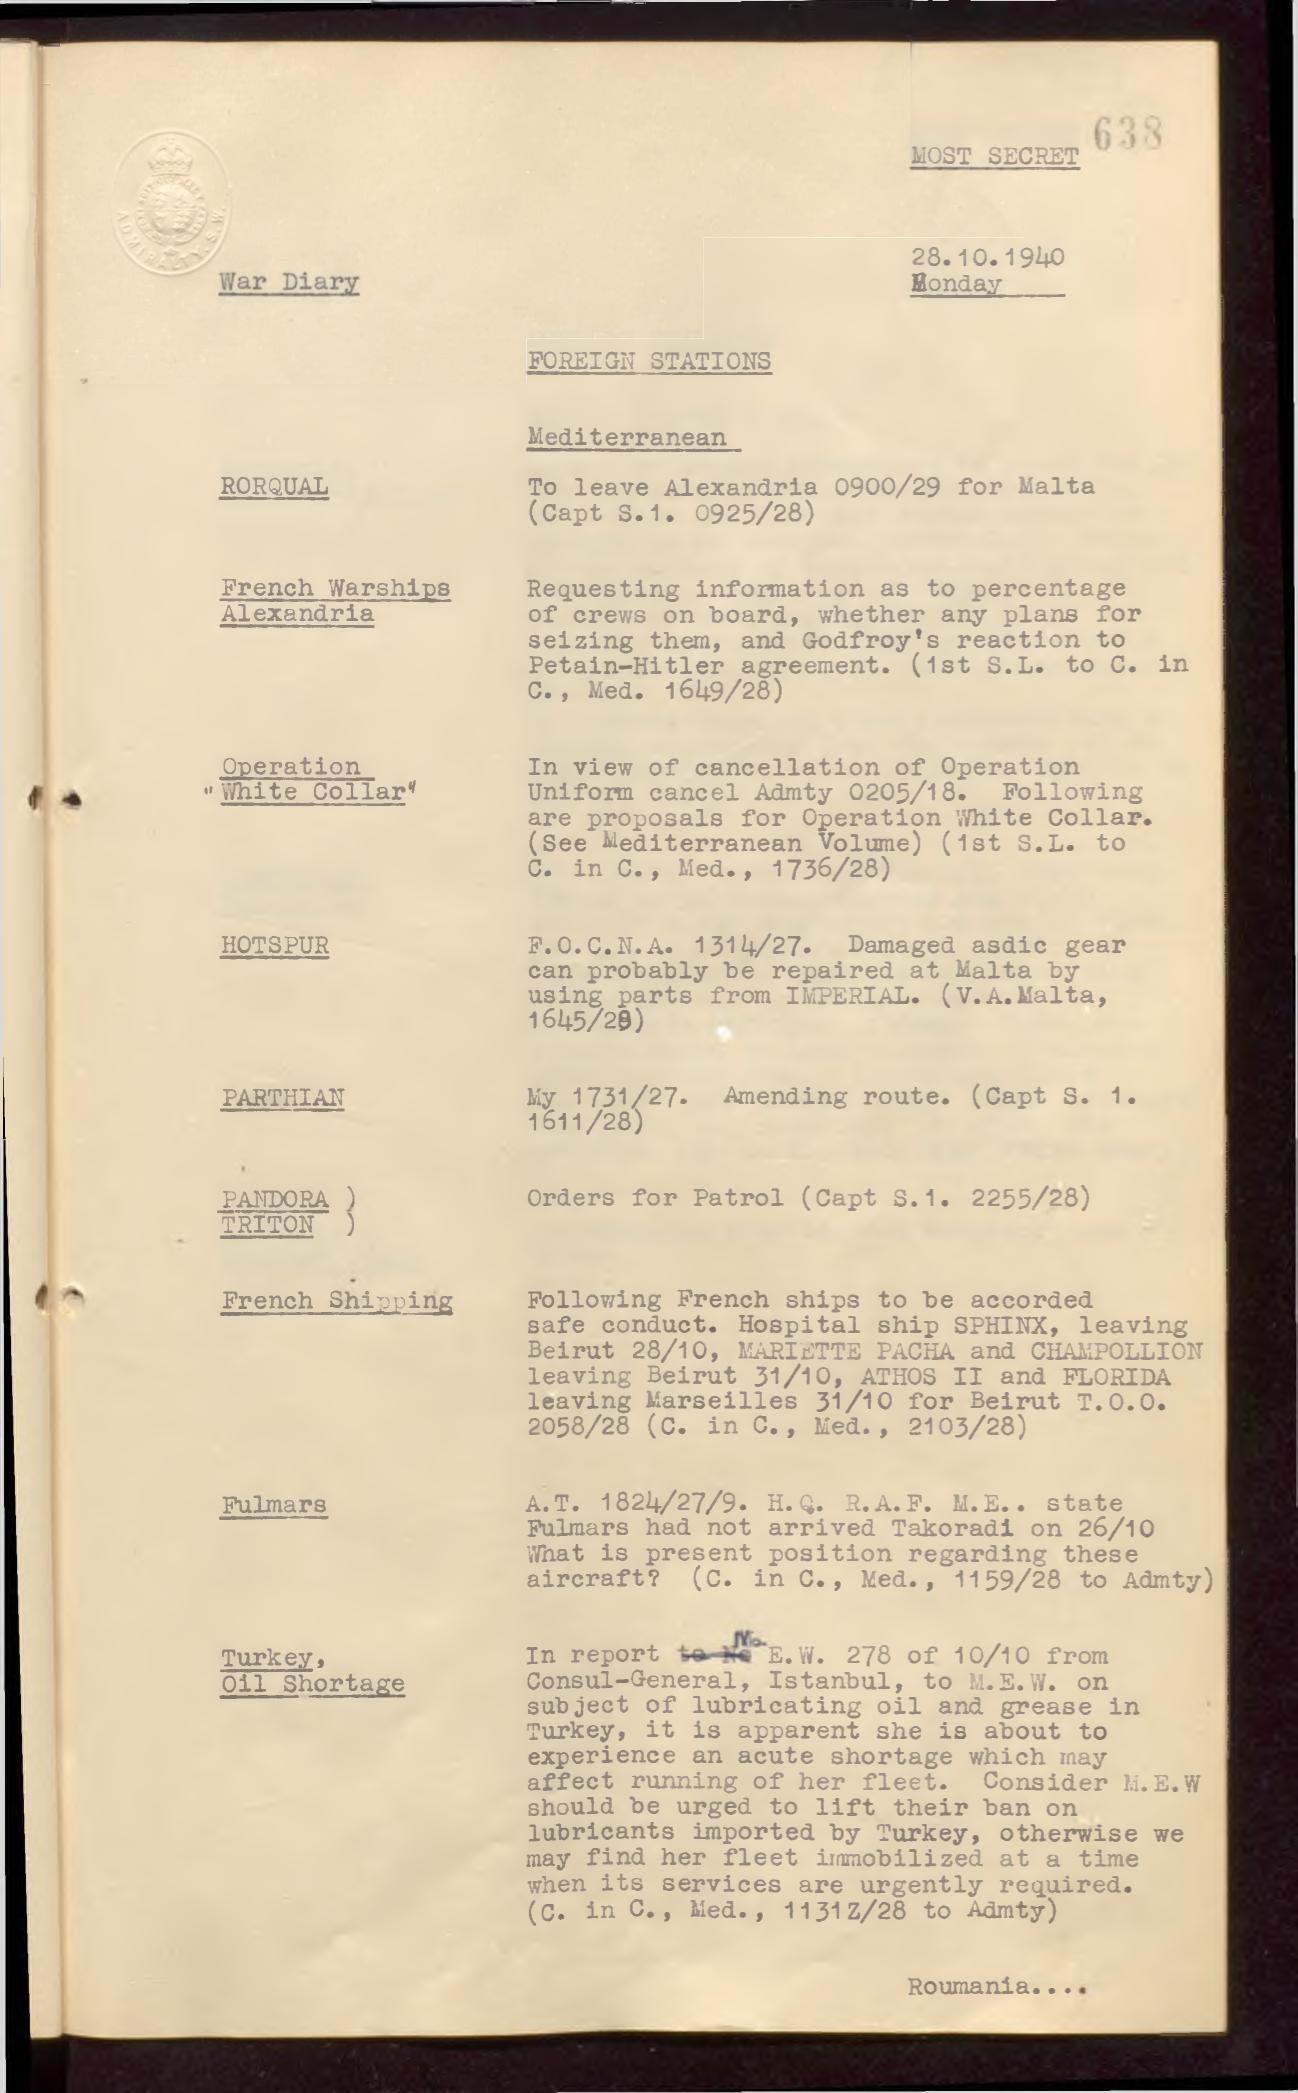 638
MOST SECRET
ADMIRALTY. S.W.
28.10.1940
War Diary
Monday
FOREIGN STATIONS
Mediterranean
RORQUAL
To leave Alexandria 0900/29 for Malta
(Capt S.1. 0925/28)
French Warships
Alexandria
Requesting information as to percentage
of crews on board, whether any plans for
seizing them, and Godfroy's reaction to
Petain-Hitler agreement. (1st S.L. to C. in
C., Med. 1649/28)
Operation
"White Collar"
In view of cancellation of Operation
Uniform cancel Admty 0205/18. Following
are proposals for Operation White Collar.
(See Mediterranean Volume) (1st S.L. to
C. in C., Med., 1736/28)
HOTSPUR
F.O.C.N.A. 1314/27. Damaged asdic gear
can probably be repaired at Malta by
using parts from IMPERIAL. (V.A.Malta,
1645/28)
PARTHIAN
My 1731/27. Amending route. (Capt S. 1.
1611/28)
PANDORA )
TRITON )
Orders for Patrol (Capt S.1. 2255/28)
French Shipping
Following French ships to be accorded
safe conduct. Hospital ship SPHINX, leaving
Beirut 28/10, MARIETTE PACHA and CHAMPOLLION
leaving Beirut 31/10, ATHOS II and FLORIDA
leaving Marseilles 31/10 for Beirut T.O.O.
2058/28 (C. in C., Med., 2103/28)
Fulmars
A.T. 1824/27/9. H.Q. R.A.F. M.E.. state
Fulmars had not arrived Takoradi on 26/10
What is present position regarding these
aircraft? (C. in C., Med., 1159/28 to Admty)
Turkey,
Oil Shortage
In report to No M. E.W. 278 of 10/10 from
Consul-General, Istanbul, to M.E.W. on
subject of lubricating oil and grease in
Turkey, it is apparent she is about to
experience an acute shortage which may
affect running of her fleet. Consider M.E.W
should be urged to lift their ban on
lubricants imported by Turkey, otherwise we
may find her fleet immobilized at a time
when its services are urgently required.
(C. in C., Med., 1131Z/28 to Admty)
Roumania....